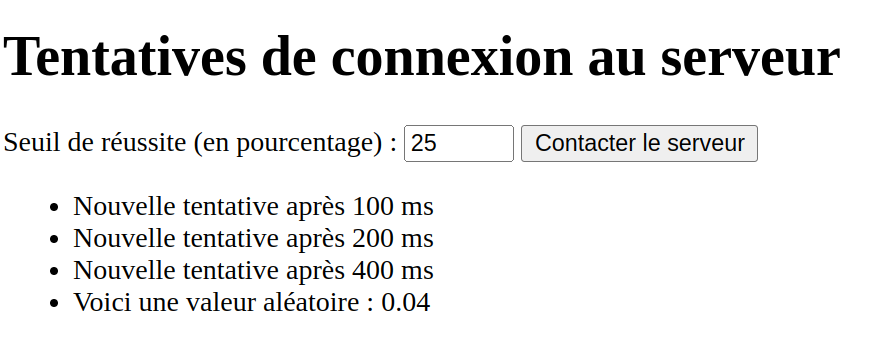 Tentatives de connexion au serveur
Seuil de réussite (en pourcentage) : 25 Contacter le serveur
• Nouvelle tentative après 100 ms
• Nouvelle tentative après 200 ms
• Nouvelle tentative après 400 ms
• Voici une valeur aléatoire : 0.04